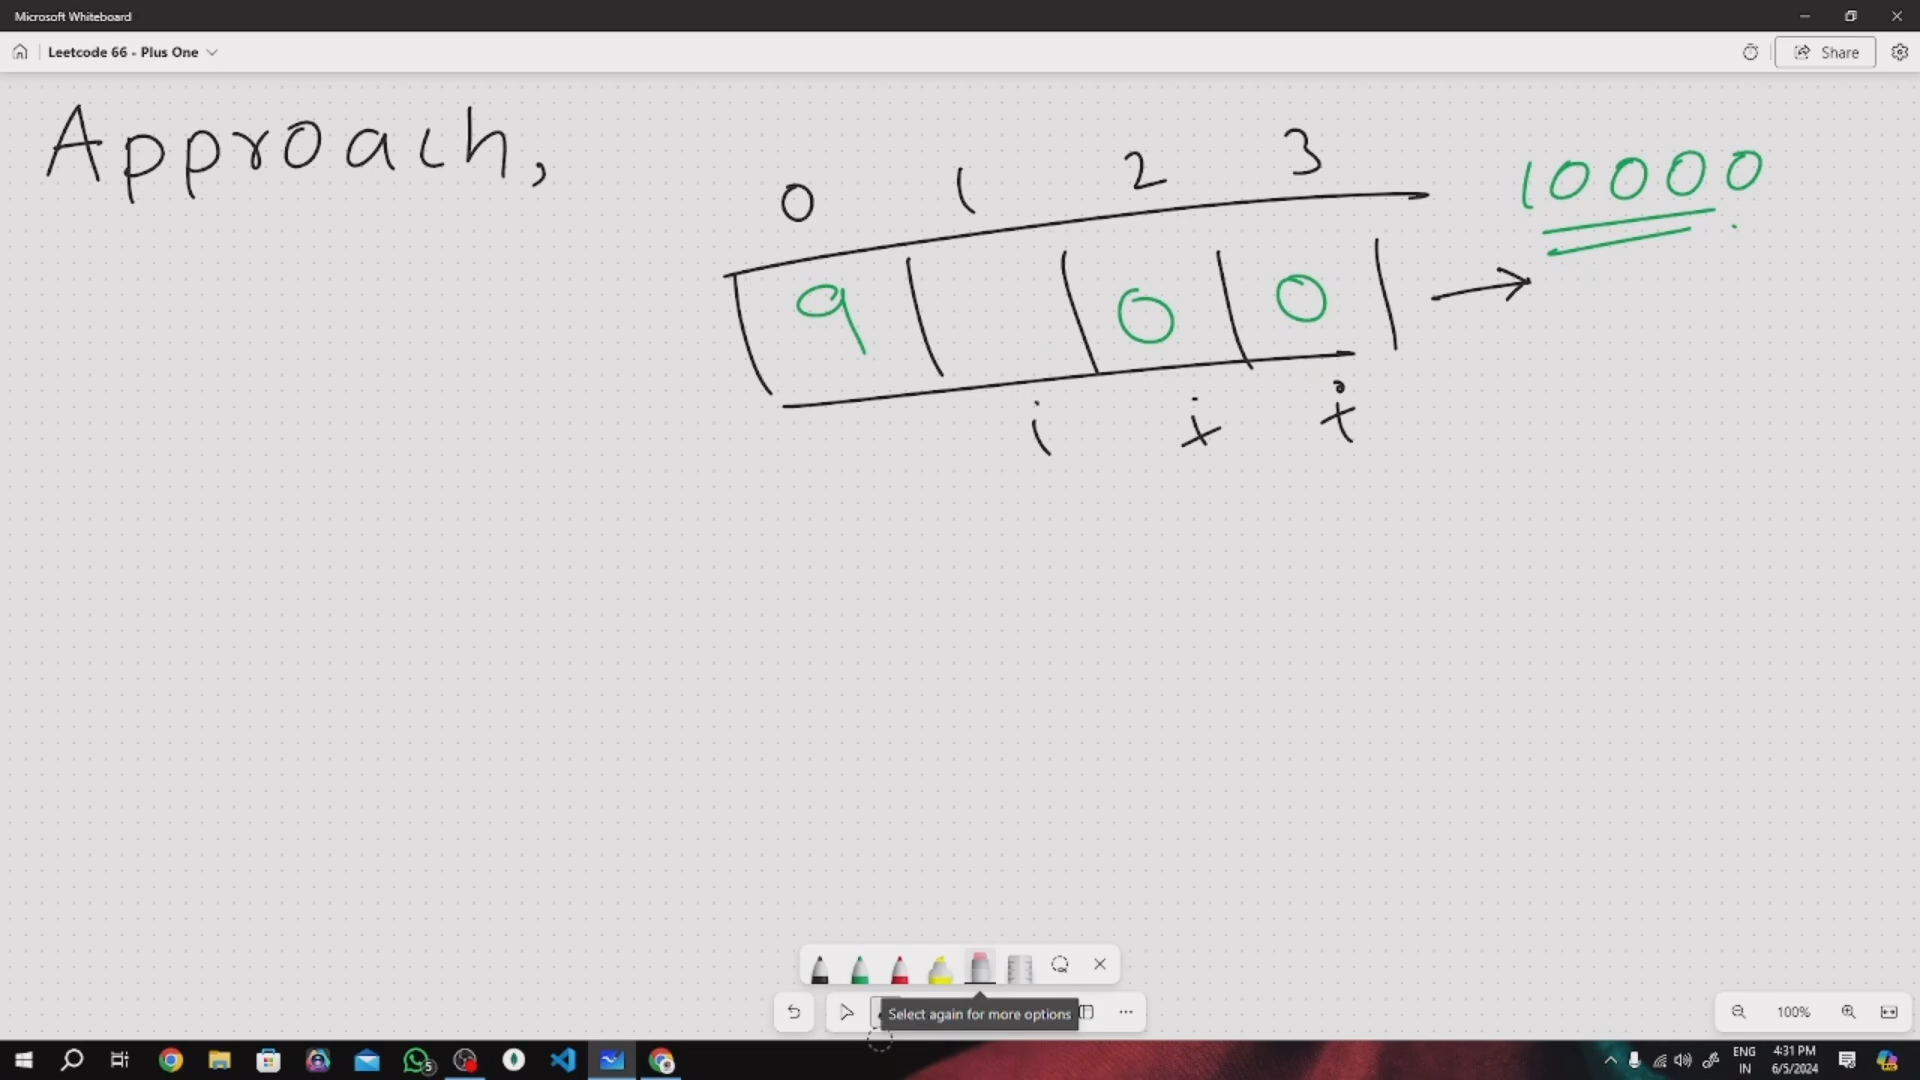 Microsoft Whiteboard
Leetcode 66 - Plus One
Share
Approach,
0 1 2 3
10000
9 0 0
i i i
Select again for more options
100%
5
ENG
IN
4:31 PM
6/5/2024